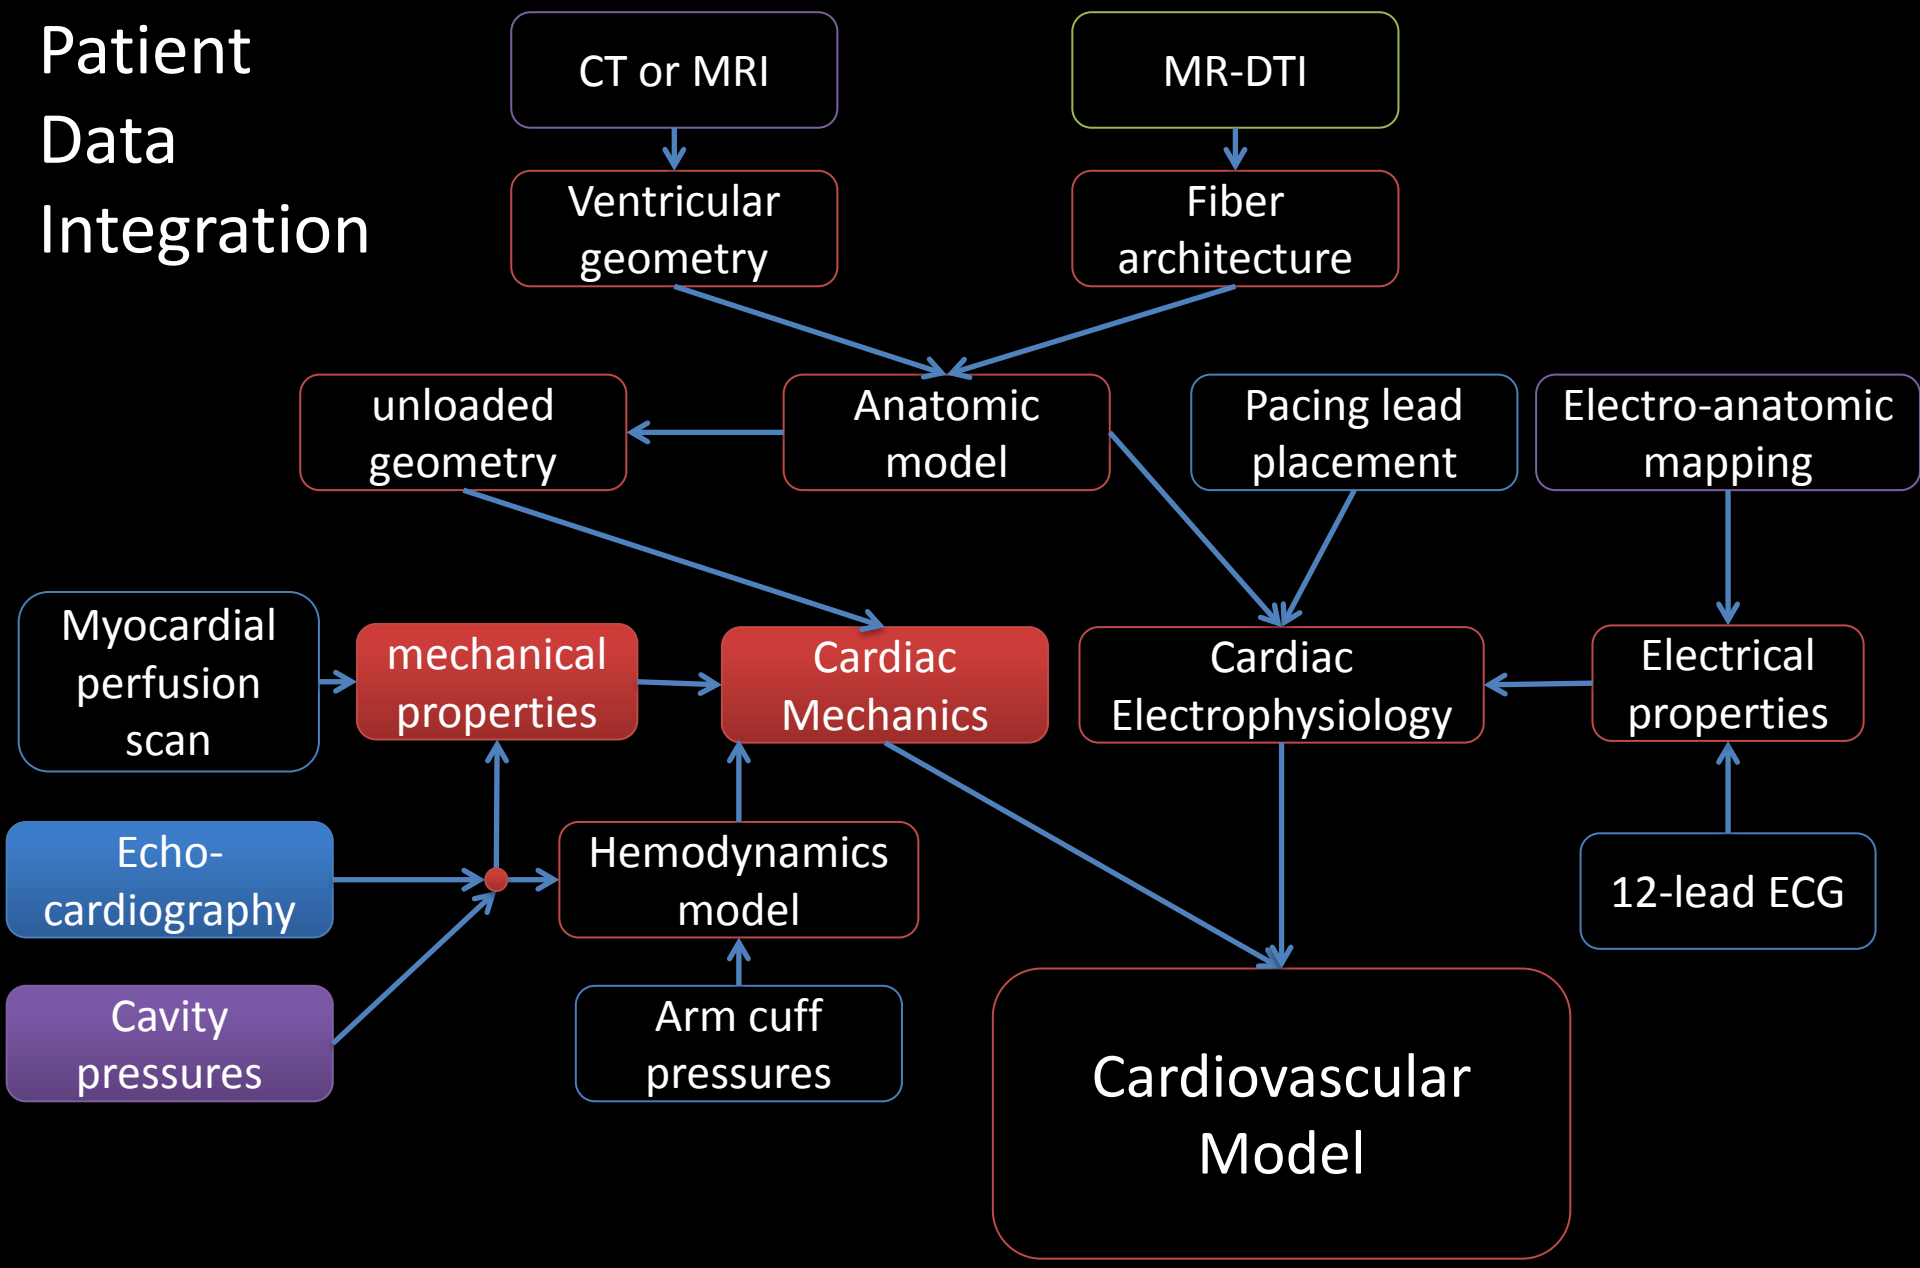 Patient
Data
Integration
CT or MRI
MR-DTI
Ventricular
geometry
Fiber
architecture
unloaded
geometry
Anatomic
model
Pacing lead
placement
Electro-anatomic
mapping
Myocardial
perfusion
scan
mechanical
properties
Cardiac
Mechanics
Cardiac
Electrophysiology
Electrical
properties
Echo-
cardiography
Hemodynamics
model
12-lead ECG
Cavity
pressures
Arm cuff
pressures
Cardiovascular
Model